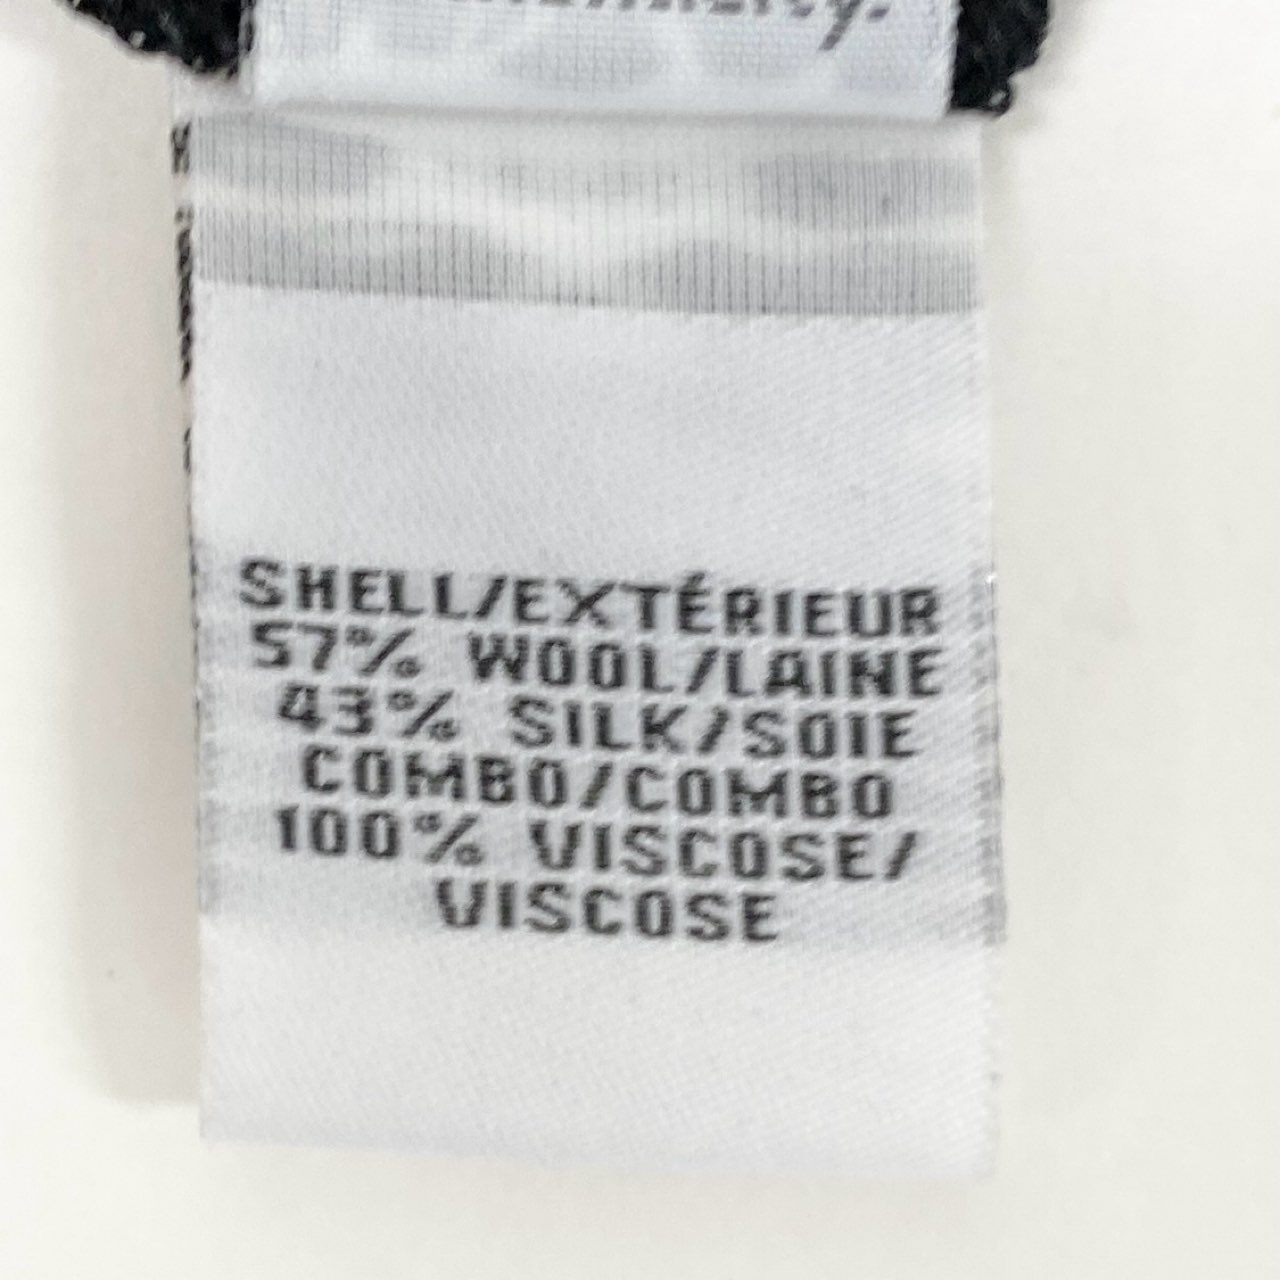 SHELL/EXTÉRIEUR
57% WOOL/LAINE
43% SILK/SOIE
COMBO/COMBO
100% VISCOSE/
VISCOSE